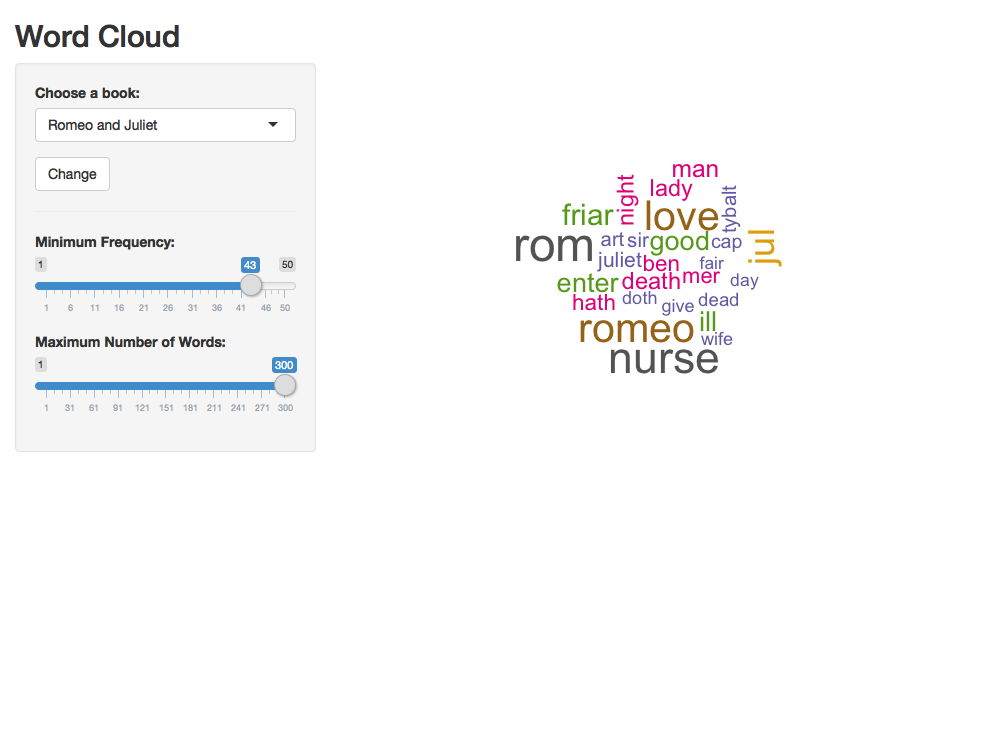 Word Cloud
Choose a book:
Romeo and Juliet
Change
Minimum Frequency:
1 43 50
1 6 11 16 21 26 31 36 41 46 50
Maximum Number of Words:
1 300
1 31 61 91 121 151 181 211 241 271 300
man
night lady
tybalt
friar love
rom art sir good cap jul
juliet ben fair
enter death mer day
hath doth give dead
romeo ill
wife
nurse